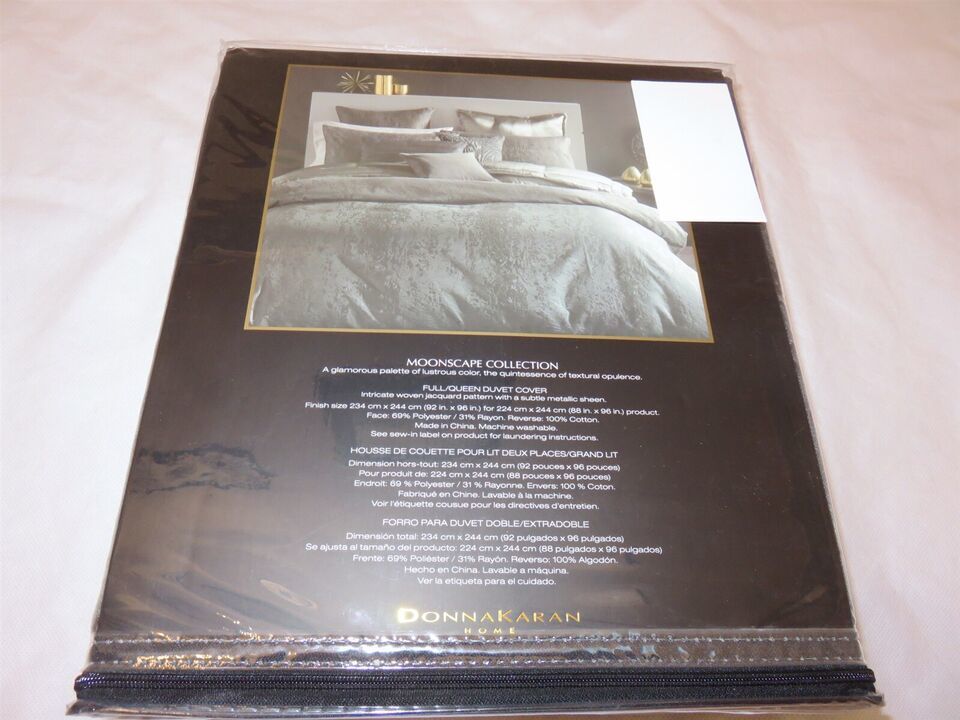 MOONSCAPE COLLECTION
A glamorous palette of lustrous color, the quintessence of textural opulence.
FULL/QUEEN DUVET COVER
Intricate woven jacquard pattern with a subtle metallic sheen.
Finish size 234 cm x 244 cm (92 in. x 96 in.) for 224 cm x 244 cm (88 in. x 96 in.) product.
Face: 69% Polyester / 31% Rayon. Reverse: 100% Cotton.
Made in China. Machine washable.
See sew-in label on product for laundering instructions.
HOUSSE DE COUETTE POUR LIT DEUX PLACES/GRAND LIT
Dimension hors-tout: 234 cm x 244 cm (92 pouces x 96 pouces)
Pour produit de: 224 cm x 244 cm (88 pouces x 96 pouces)
Endroit: 69 % Polyester / 31 % Rayonne. Envers: 100 % Coton.
Fabriqué en Chine. Lavable à la machine.
Voir l'étiquette cousue pour les directives d'entretien.
FORRO PARA DUVET DOBLE/EXTRADOBLE
Dimensión total: 234 cm x 244 cm (92 pulgados x 96 pulgados)
Se ajusta al tamaño del producto: 224 cm x 244 cm (88 pulgados x 96 pulgados)
Frente: 69% Poliéster / 31% Rayón. Reverso: 100% Algodón.
Hecho en China. Lavable a máquina.
Ver la etiqueta para el cuidado.
DONNAKARAN
HOME